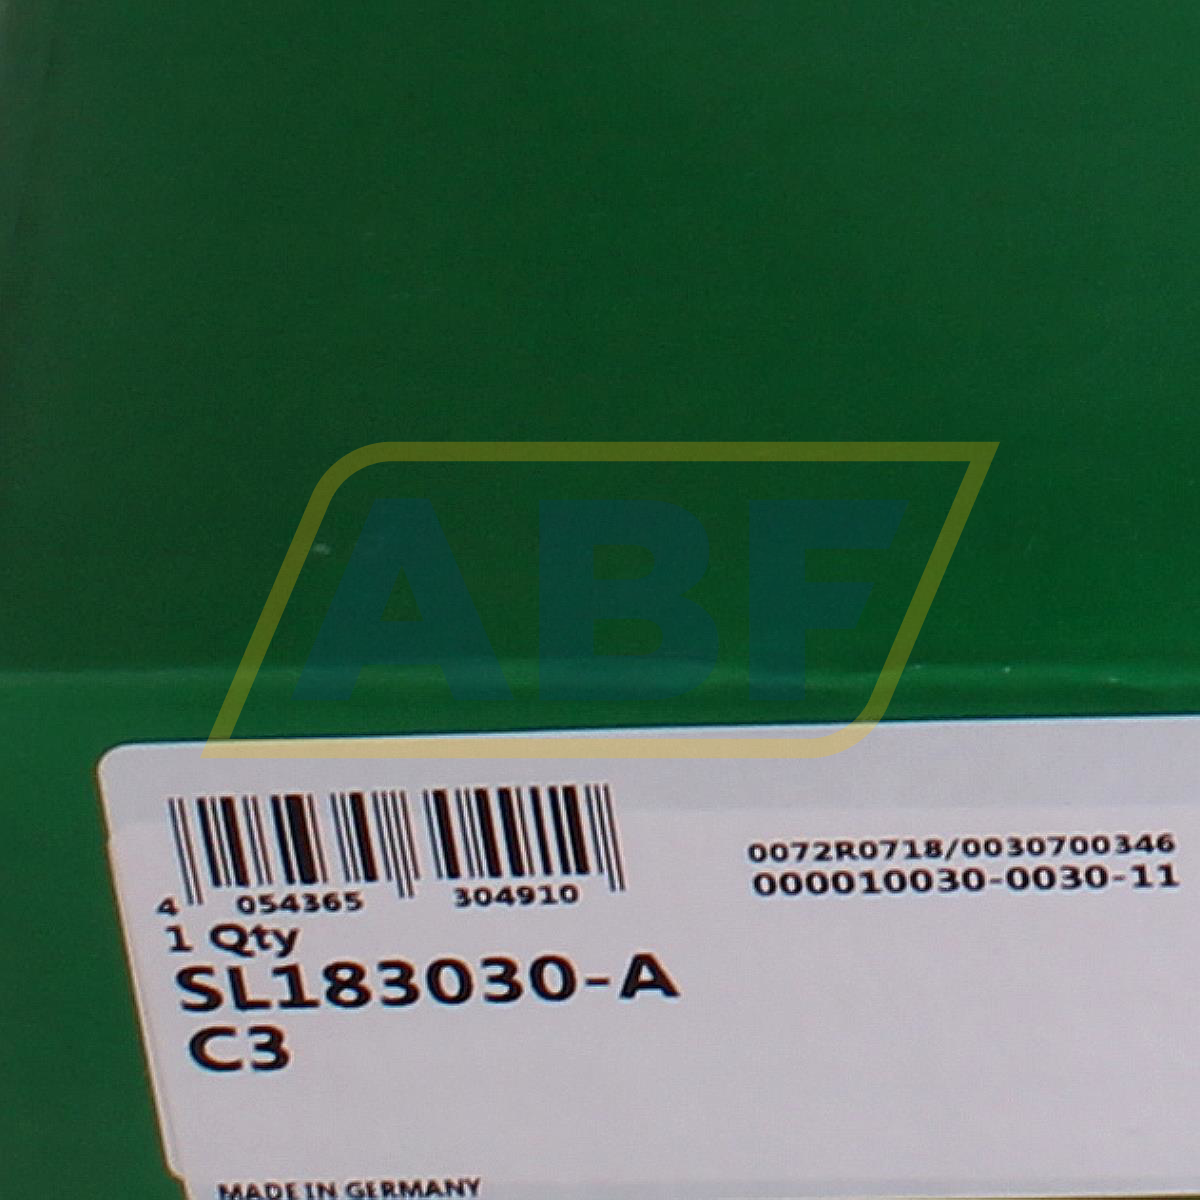 ABF
4 054365 304910
0072R0718/0030700346
000010030-0030-11
1 Qty
SL183030-A
C3
MADE IN GERMANY